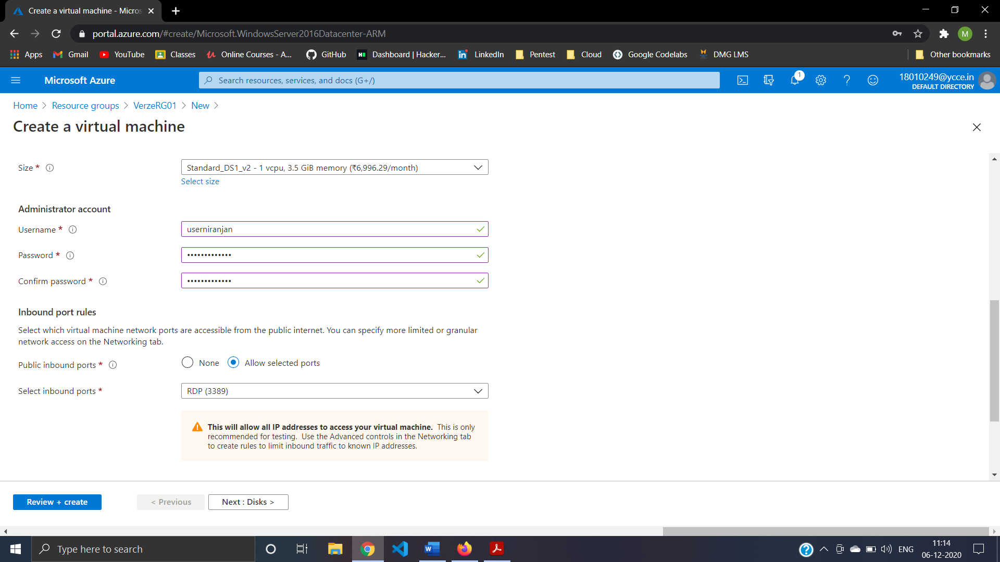 Create a virtual machine - Micros
portal.azure.com/#create/Microsoft.WindowsServer2016Datacenter-ARM
M
Apps
Gmail
YouTube
Classes
Online Courses - A...
GitHub
Dashboard | Hacker...
LinkedIn
Pentest
Cloud
Google Codelabs
DMG LMS
Other bookmarks
Microsoft Azure
Search resources, services, and docs (G+/)
1
18010249@ycce.in
DEFAULT DIRECTORY
Home > Resource groups > VerzeRG01 > New >
Create a virtual machine
Size *
Standard_DS1_v2 - 1 vcpu, 3.5 GiB memory (₹6,996.29/month)
Select size
Administrator account
Username *
userniranjan
Password *
•••••••••••••
Confirm password *
•••••••••••••
Inbound port rules
Select which virtual machine network ports are accessible from the public internet. You can specify more limited or granular
network access on the Networking tab.
Public inbound ports *
None
Allow selected ports
Select inbound ports *
RDP (3389)
This will allow all IP addresses to access your virtual machine. This is only
recommended for testing. Use the Advanced controls in the Networking tab
to create rules to limit inbound traffic to known IP addresses.
Review + create
< Previous
Next : Disks >
Type here to search
ENG
11:14
06-12-2020